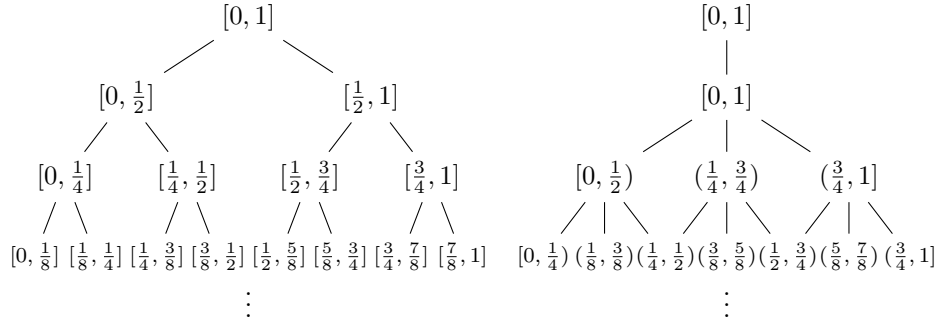 [0, 1] [0, 1]
[0, 1/2] [1/2, 1] [0, 1]
[0, 1/4] [1/4, 1/2] [1/2, 3/4] [3/4, 1] [0, 1/2) (1/4, 3/4) (3/4, 1]
[0, 1/8] [1/8, 1/4] [1/4, 3/8] [3/8, 1/2] [1/2, 5/8] [5/8, 3/4] [3/4, 7/8] [7/8, 1] [0, 1/4) (1/8, 3/8) (1/4, 1/2) (3/8, 5/8) (1/2, 3/4) (5/8, 7/8) (3/4, 1]
⋮ ⋮